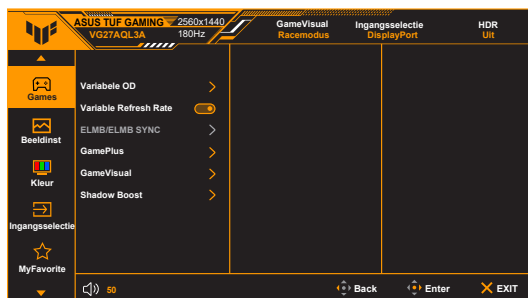 ASUS TUF GAMING 2560x1440
VG27AQL3A 180Hz
GameVisual
Racemodus
Ingangsselectie
DisplayPort
HDR
Uit
Games
Beeldinst
Kleur
Ingangsselectie
MyFavorite
Variabele OD
Variable Refresh Rate
ELMB/ELMB SYNC
GamePlus
GameVisual
Shadow Boost
50
Back
Enter
EXIT